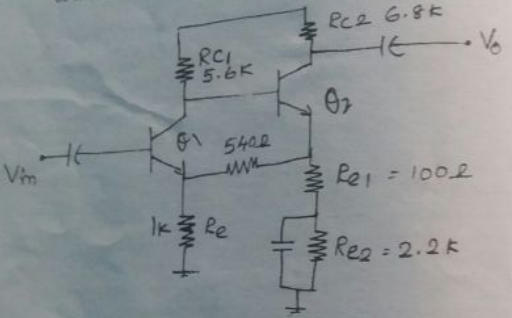 Rc2 6.8K
Vo
RC1
5.6K
Q2
Q1
540Ω
Vin
Re1 = 100Ω
1K Re
Re2 = 2.2K